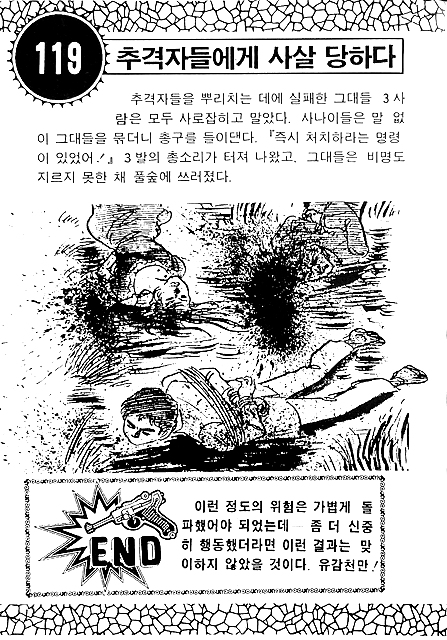 119
추격자들에게 사살 당하다
추격자들을 뿌리치는 데에 실패한 그대들 3사
람은 모두 사로잡히고 말았다. 사나이들은 말 없
이 그대들을 묶더니 총구를 들이댄다. 『즉시 처치하라는 명령
이 있었어.!』 3발의 총소리가 터져 나왔고. 그대들은 비명도
지르지 못한 채 풀숲에 쓰러졌다.
END
이런 정도의 위험은 가볍게 돌
파했어야 되었는데 ─ 좀 더 신중
히 행동했더라면 이런 결과는 맞
이하지 않았을 것이다. 유감천만!